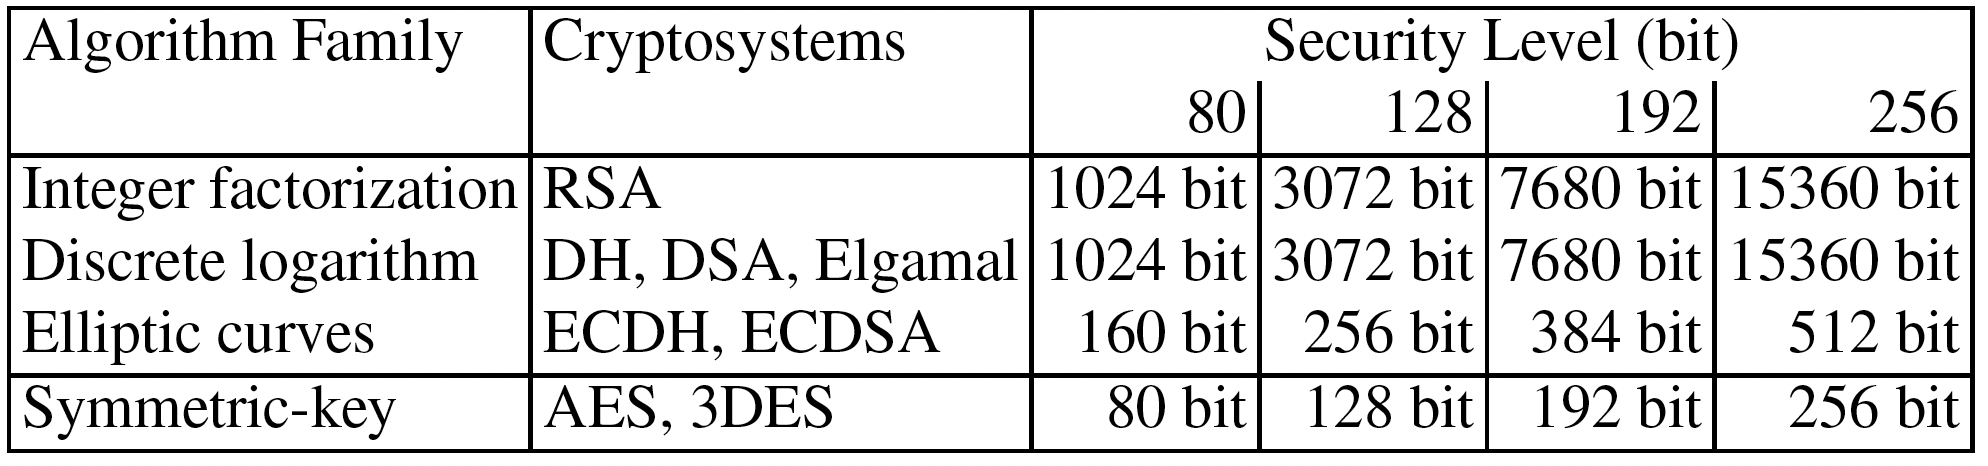 Algorithm Family Cryptosystems Security Level (bit)
80 128 192 256
Integer factorization RSA 1024 bit 3072 bit 7680 bit 15360 bit
Discrete logarithm DH, DSA, Elgamal 1024 bit 3072 bit 7680 bit 15360 bit
Elliptic curves ECDH, ECDSA 160 bit 256 bit 384 bit 512 bit
Symmetric-key AES, 3DES 80 bit 128 bit 192 bit 256 bit